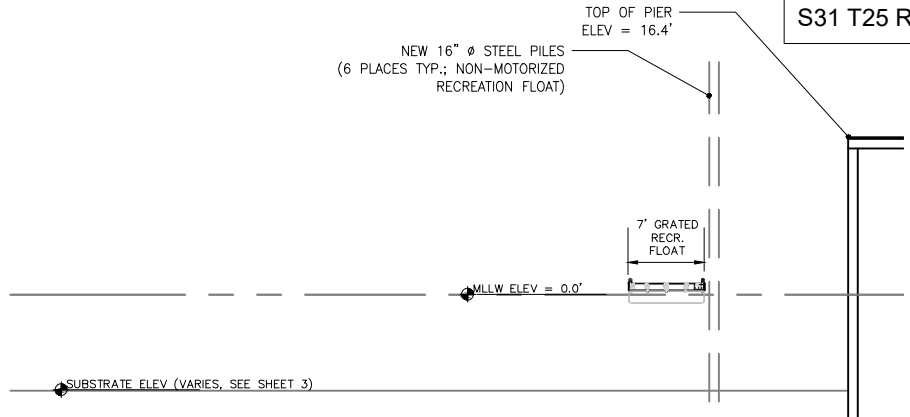 TOP OF PIER
ELEV = 16.4'
S31 T25 R
NEW 16" ø STEEL PILES
(6 PLACES TYP.; NON-MOTORIZED
RECREATION FLOAT)
7' GRATED
RECR.
FLOAT
MLLW ELEV = 0.0'
SUBSTRATE ELEV (VARIES, SEE SHEET 3)